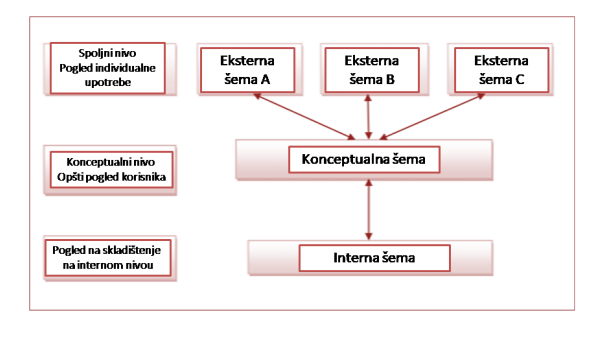 Spoljni nivo
Pogled individualne
upotrebe
Eksterna
šema A
Eksterna
šema B
Eksterna
šema C
Konceptualni nivo
Opšti pogled korisnika
Konceptualna šema
Pogled na skladištenje
na internom nivou
Interna šema